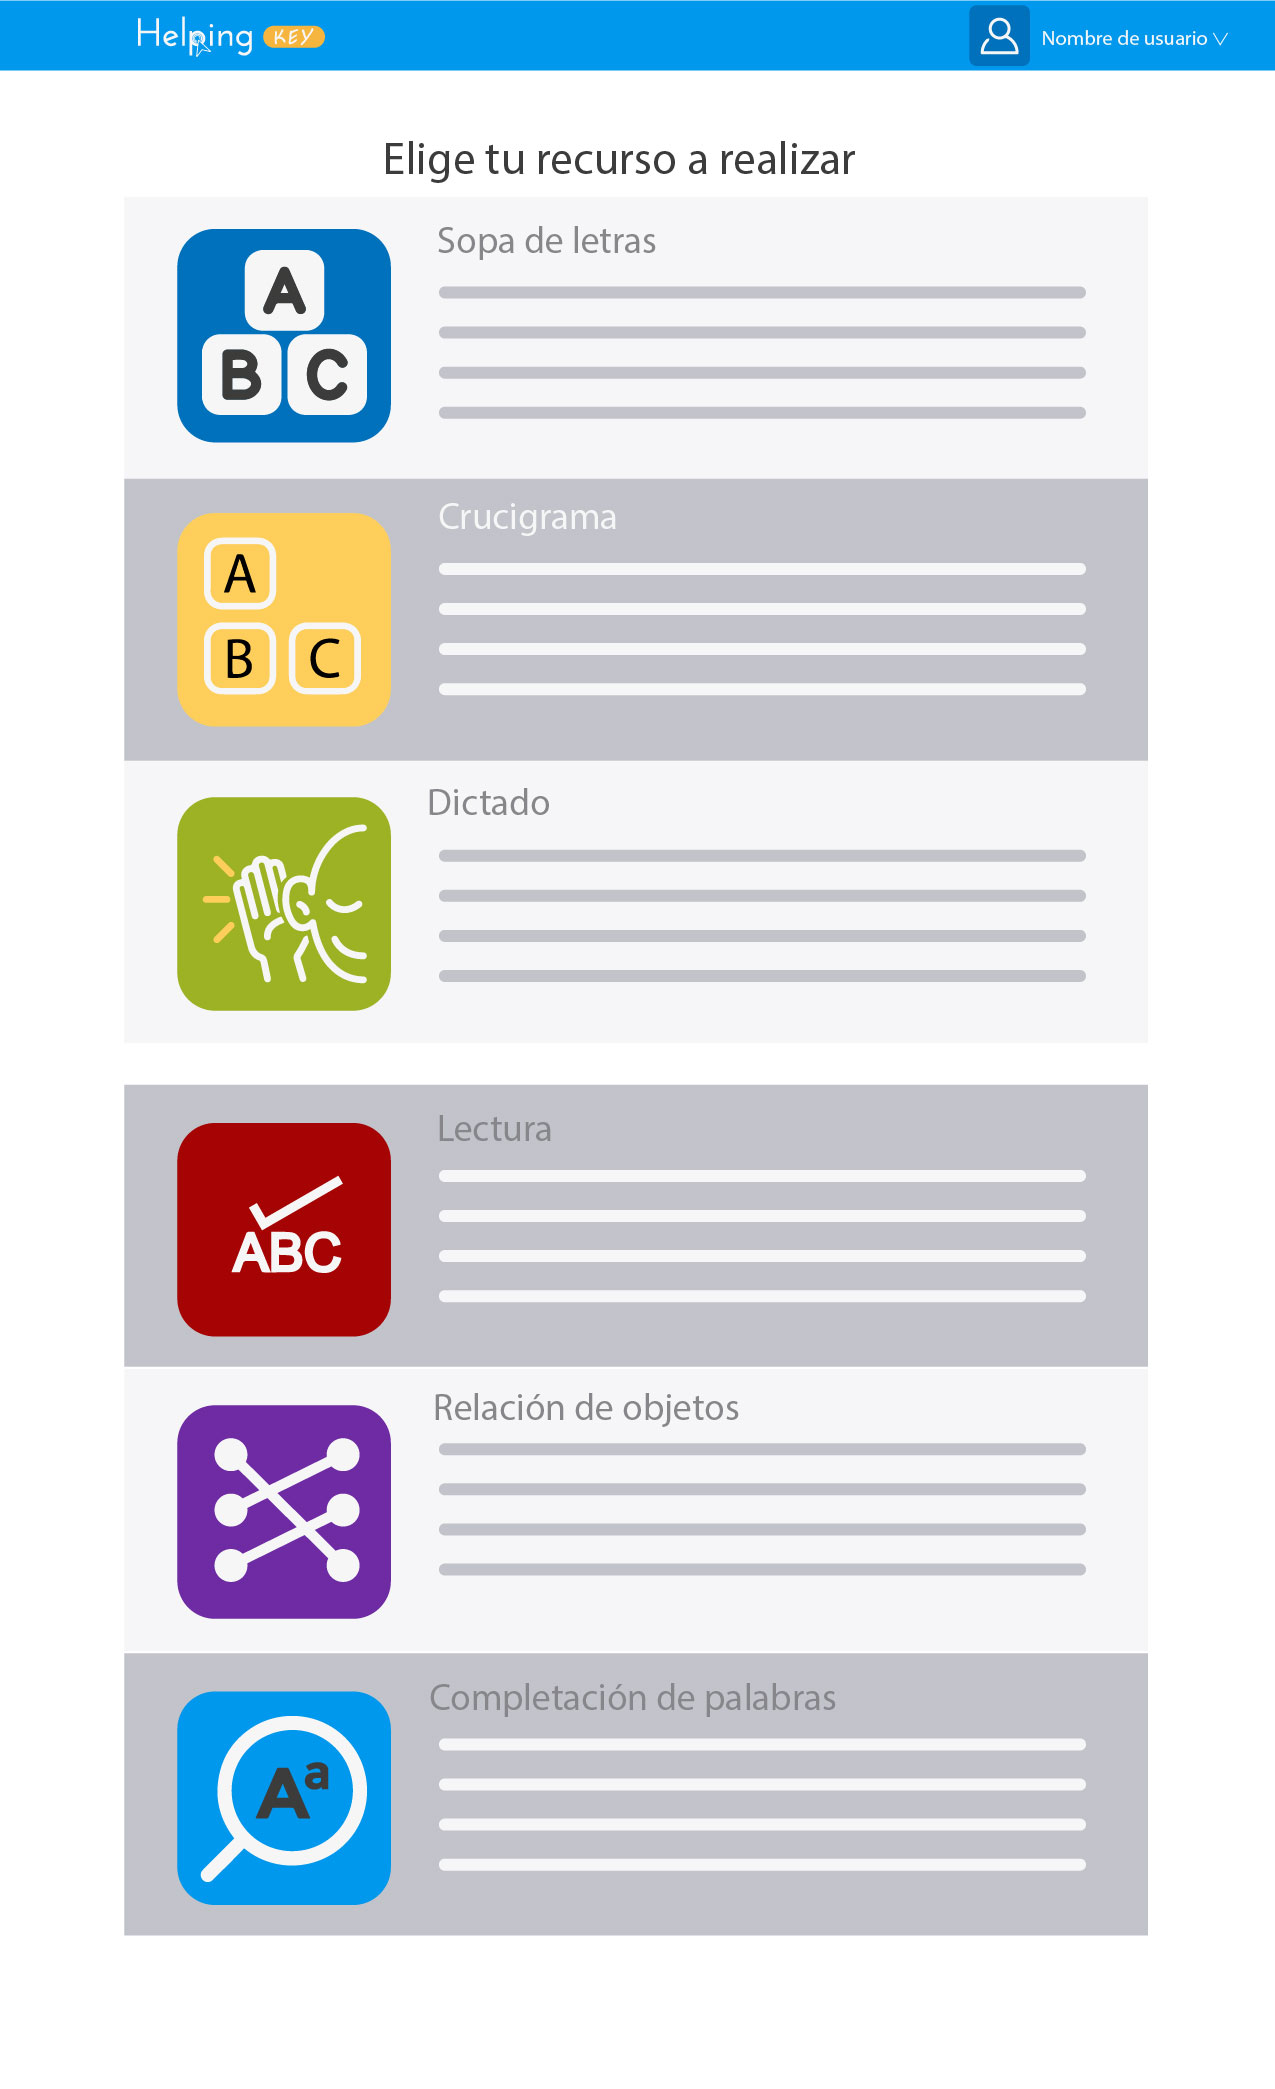 Helping KEY
Nombre de usuario
Elige tu recurso a realizar
Sopa de letras
A
B C
Crucigrama
A
B C
Dictado
Lectura
ABC
Relación de objetos
Completación de palabras
Aa